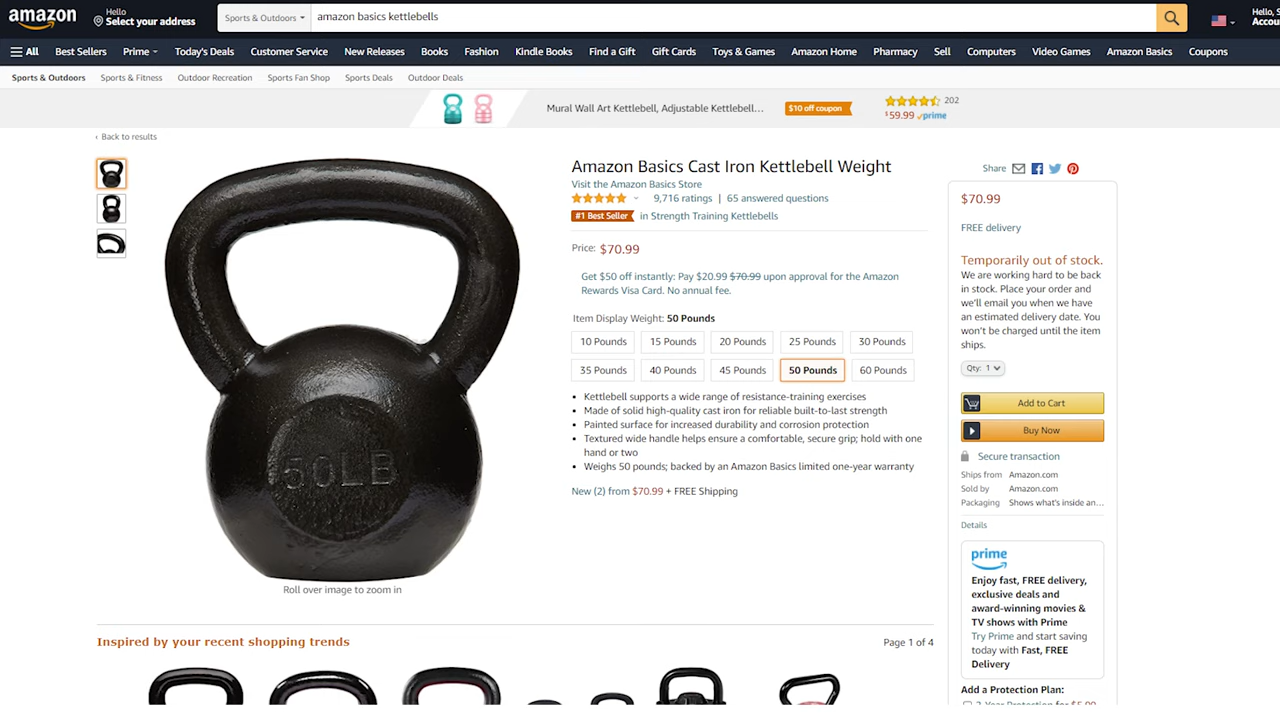 amazon
Hello
Select your address
Sports & Outdoors
amazon basics kettlebells
Hello, S
Accou
All
Best Sellers
Prime
Today's Deals
Customer Service
New Releases
Books
Fashion
Kindle Books
Find a Gift
Gift Cards
Toys & Games
Amazon Home
Pharmacy
Sell
Computers
Video Games
Amazon Basics
Coupons
Sports & Outdoors
Sports & Fitness
Outdoor Recreation
Sports Fan Shop
Sports Deals
Outdoor Deals
Mural Wall Art Kettlebell, Adjustable Kettlebell…
$10 off coupon
202
$59.99 prime
‹ Back to results
50LB
Roll over image to zoom in
Amazon Basics Cast Iron Kettlebell Weight
Visit the Amazon Basics Store
9,716 ratings | 65 answered questions
#1 Best Seller in Strength Training Kettlebells
Price: $70.99
Get $50 off instantly: Pay $20.99 $70.99 upon approval for the Amazon
Rewards Visa Card. No annual fee.
Item Display Weight: 50 Pounds
10 Pounds
15 Pounds
20 Pounds
25 Pounds
30 Pounds
35 Pounds
40 Pounds
45 Pounds
50 Pounds
60 Pounds
• Kettlebell supports a wide range of resistance-training exercises
• Made of solid high-quality cast iron for reliable built-to-last strength
• Painted surface for increased durability and corrosion protection
• Textured wide handle helps ensure a comfortable, secure grip; hold with one
hand or two
• Weighs 50 pounds; backed by an Amazon Basics limited one-year warranty
New (2) from $70.99 + FREE Shipping
Share
$70.99
FREE delivery
Temporarily out of stock.
We are working hard to be back
in stock. Place your order and
we'll email you when we have
an estimated delivery date. You
won't be charged until the item
ships.
Qty: 1
Add to Cart
Buy Now
Secure transaction
Ships from Amazon.com
Sold by Amazon.com
Packaging Shows what's inside an…
Details
prime
Enjoy fast, FREE delivery,
exclusive deals and
award-winning movies &
TV shows with Prime
Try Prime and start saving
today with Fast, FREE
Delivery
Add a Protection Plan:
2-Year Protection for $5.00
Inspired by your recent shopping trends
Page 1 of 4